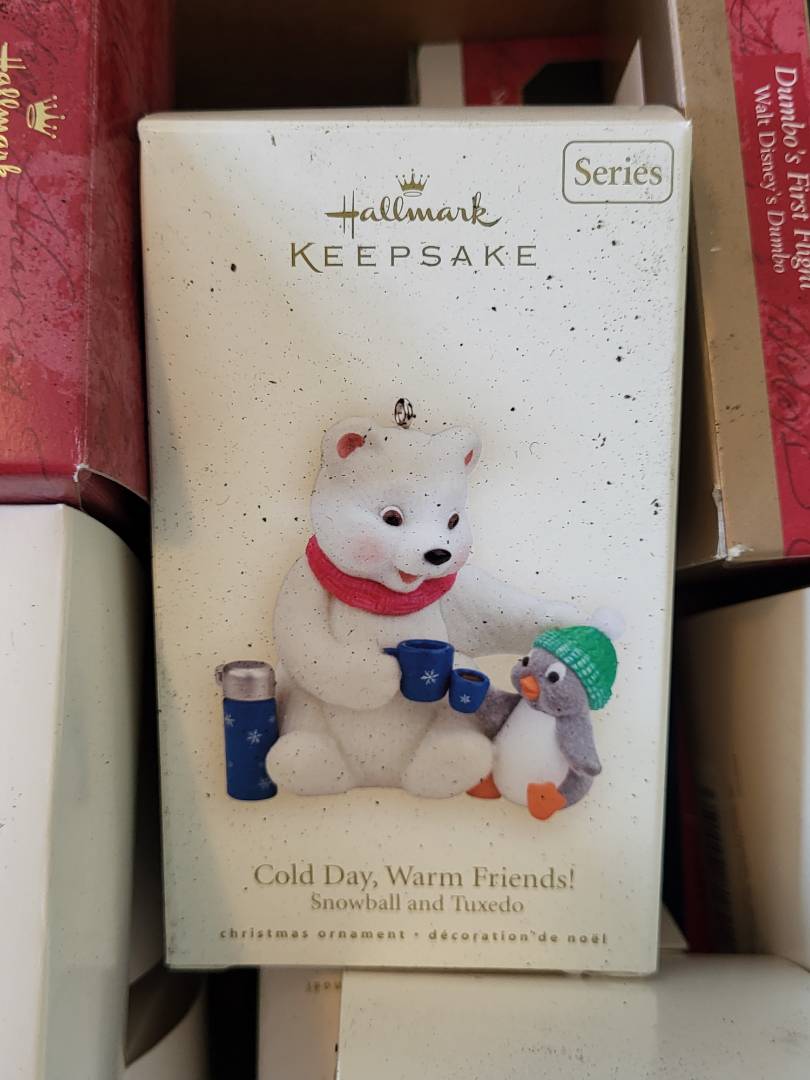 Hallmark
Series
Hallmark
KEEPSAKE
Cold Day, Warm Friends!
Snowball and Tuxedo
christmas ornament · décoration de noël
Dumbo's First Flight
Walt Disney's Dumbo